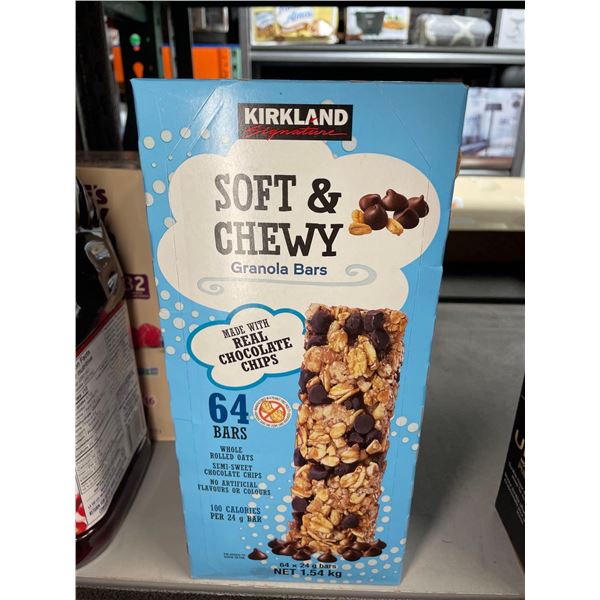 KIRKLAND
Signature
SOFT &
CHEWY
Granola Bars
MADE WITH
REAL
CHOCOLATE
CHIPS
64
BARS
WHOLE
ROLLED OATS
SEMI-SWEET
CHOCOLATE CHIPS
NO ARTIFICIAL
FLAVOURS OR COLOURS
100 CALORIES
PER 24 g BAR
64 x 24 g bars
NET 1.54 kg
32